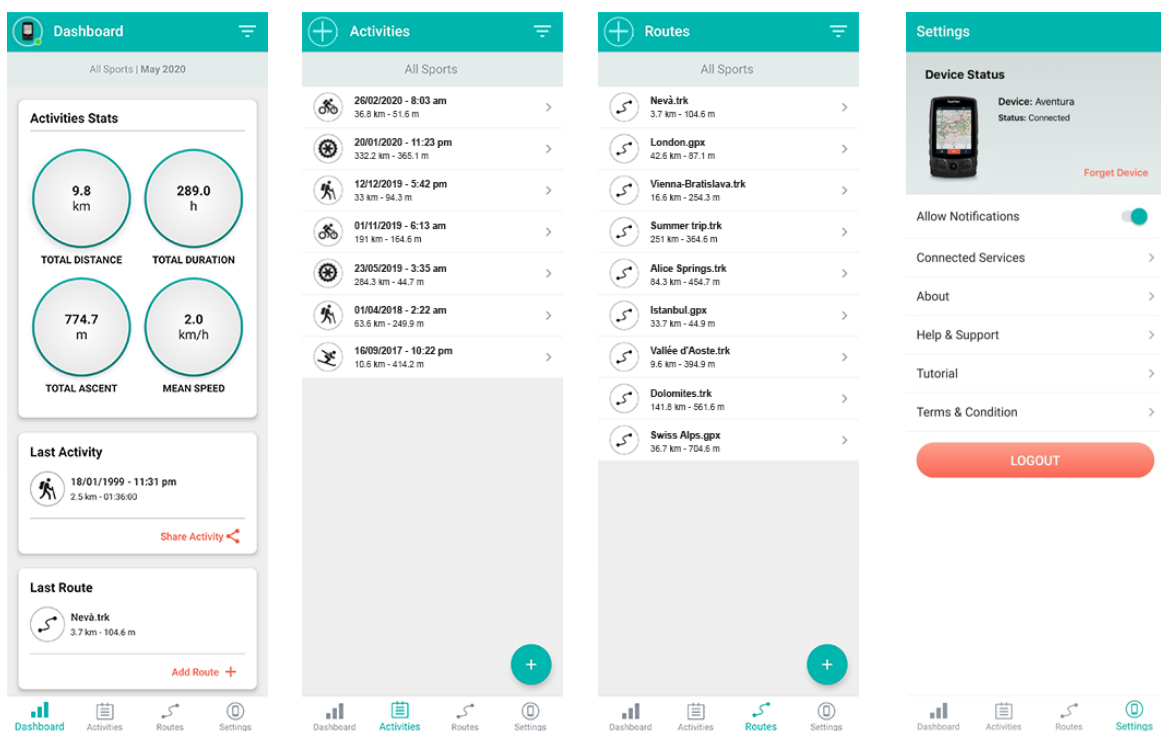 Dashboard
All Sports | May 2020
Activities Stats
9.8
km
289.0
h
TOTAL DISTANCE
TOTAL DURATION
774.7
m
2.0
km/h
TOTAL ASCENT
MEAN SPEED
Last Activity
18/01/1999 - 11:31 pm
2.5 km - 01:36:00
Share Activity
Last Route
Nevà.trk
3.7 km - 104.6 m
Add Route +
Dashboard
Activities
Routes
Settings
Activities
All Sports
26/02/2020 - 8:03 am
36.8 km - 51.6 m
20/01/2020 - 11:23 pm
332.2 km - 365.1 m
12/12/2019 - 5:42 pm
33 km - 94.3 m
01/11/2019 - 6:13 am
191 km - 164.6 m
23/05/2019 - 3:35 am
284.3 km - 44.7 m
01/04/2018 - 2:22 am
63.6 km - 249.9 m
16/09/2017 - 10:22 pm
10.6 km - 414.2 m
+
Dashboard
Activities
Routes
Settings
Routes
All Sports
Nevà.trk
3.7 km - 104.6 m
London.gpx
42.6 km - 87.1 m
Vienna-Bratislava.trk
16.6 km - 254.3 m
Summer trip.trk
251 km - 364.6 m
Alice Springs.trk
84.3 km - 454.7 m
Istanbul.gpx
33.7 km - 44.9 m
Vallée d'Aoste.trk
9.6 km - 394.9 m
Dolomites.trk
141.8 km - 561.6 m
Swiss Alps.gpx
36.7 km - 704.6 m
+
Dashboard
Activities
Routes
Settings
Settings
Device Status
Device: Aventura
Status: Connected
Forget Device
Allow Notifications
Connected Services
About
Help & Support
Tutorial
Terms & Condition
LOGOUT
Dashboard
Activities
Routes
Settings